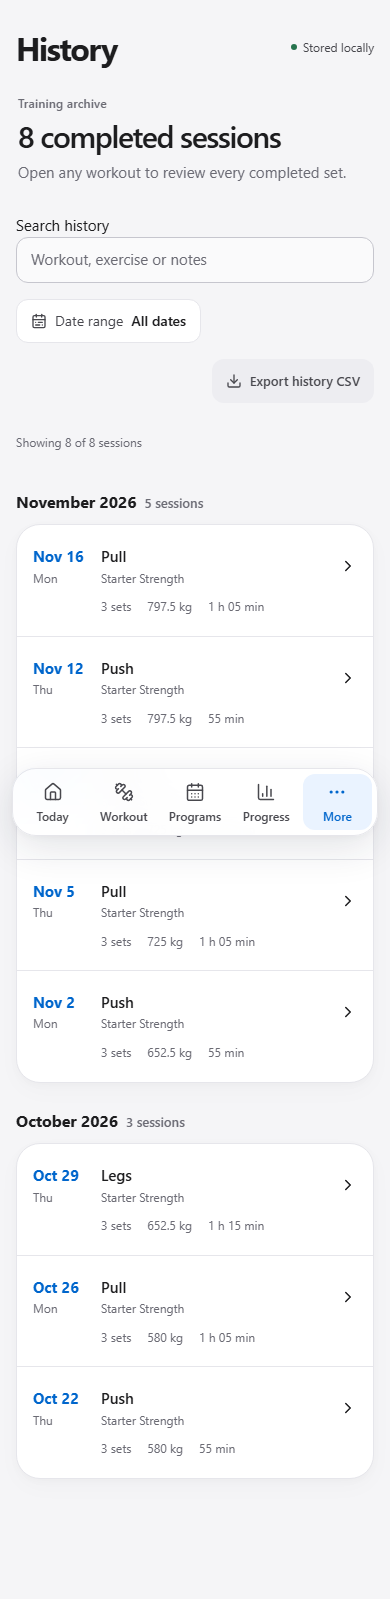 History
Stored locally
Training archive
8 completed sessions
Open any workout to review every completed set.
Search history
Workout, exercise or notes
Date range All dates
Export history CSV
Showing 8 of 8 sessions
November 2026 5 sessions
Nov 16 Pull
Mon Starter Strength
3 sets 797.5 kg 1 h 05 min
Nov 12 Push
Thu Starter Strength
3 sets 797.5 kg 55 min
Today Workout Programs Progress More
Nov 5 Pull
Thu Starter Strength
3 sets 725 kg 1 h 05 min
Nov 2 Push
Mon Starter Strength
3 sets 652.5 kg 55 min
October 2026 3 sessions
Oct 29 Legs
Thu Starter Strength
3 sets 652.5 kg 1 h 15 min
Oct 26 Pull
Mon Starter Strength
3 sets 580 kg 1 h 05 min
Oct 22 Push
Thu Starter Strength
3 sets 580 kg 55 min